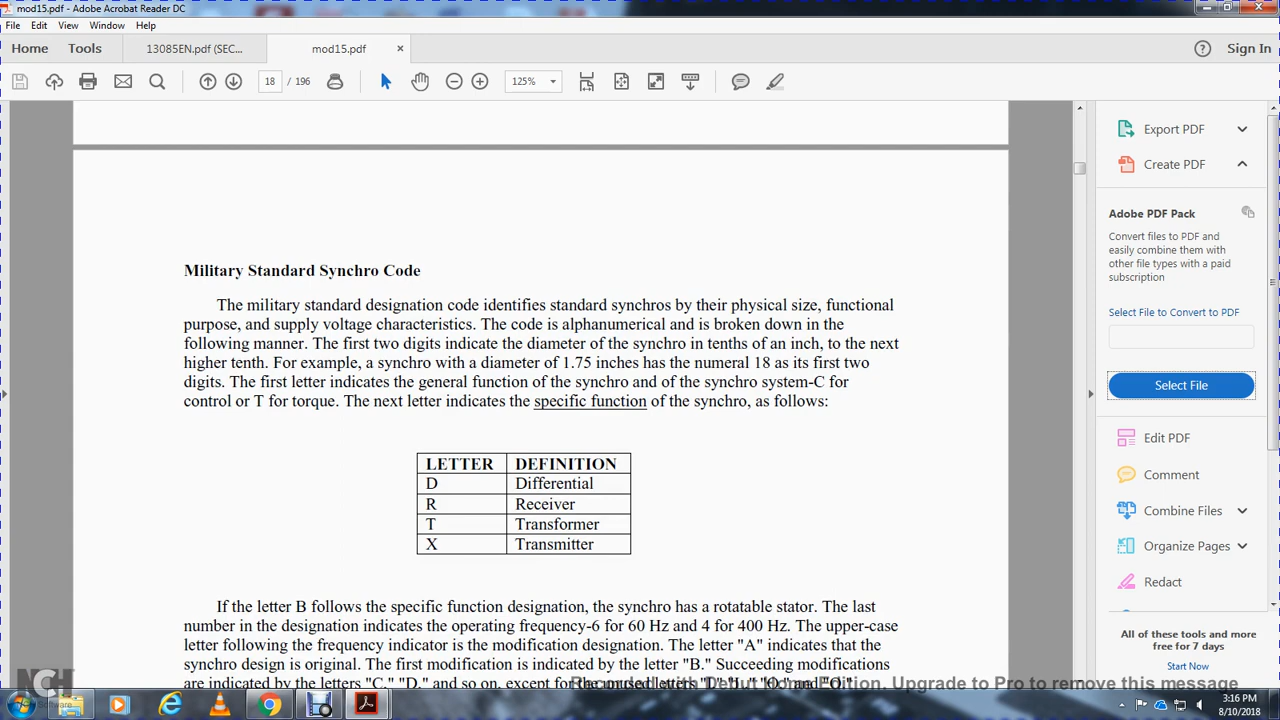 mod15.pdf - Adobe Acrobat Reader DC
File Edit View Window Help
Home Tools 13085EN.pdf (SEC... mod15.pdf × Sign In
18 / 196 125%
Military Standard Synchro Code
The military standard designation code identifies standard synchros by their physical size, functional
purpose, and supply voltage characteristics. The code is alphanumerical and is broken down in the
following manner. The first two digits indicate the diameter of the synchro in tenths of an inch, to the next
higher tenth. For example, a synchro with a diameter of 1.75 inches has the numeral 18 as its first two
digits. The first letter indicates the general function of the synchro and of the synchro system-C for
control or T for torque. The next letter indicates the specific function of the synchro, as follows:
LETTER DEFINITION
D Differential
R Receiver
T Transformer
X Transmitter
If the letter B follows the specific function designation, the synchro has a rotatable stator. The last
number in the designation indicates the operating frequency-6 for 60 Hz and 4 for 400 Hz. The upper-case
letter following the frequency indicator is the modification designation. The letter "A" indicates that the
synchro design is original. The first modification is indicated by the letter "B." Succeeding modifications
are indicated by the letters "C," "D," and so on, except for the unused letters
Export PDF
Create PDF
Adobe PDF Pack
Convert files to PDF and
easily combine them with
other file types with a paid
subscription
Select File to Convert to PDF
Select File
Edit PDF
Comment
Combine Files
Organize Pages
Redact
All of these tools and more
free for 7 days
Start Now
Upgrade to Pro to remove this message
NCH Software
3:16 PM
8/10/2018